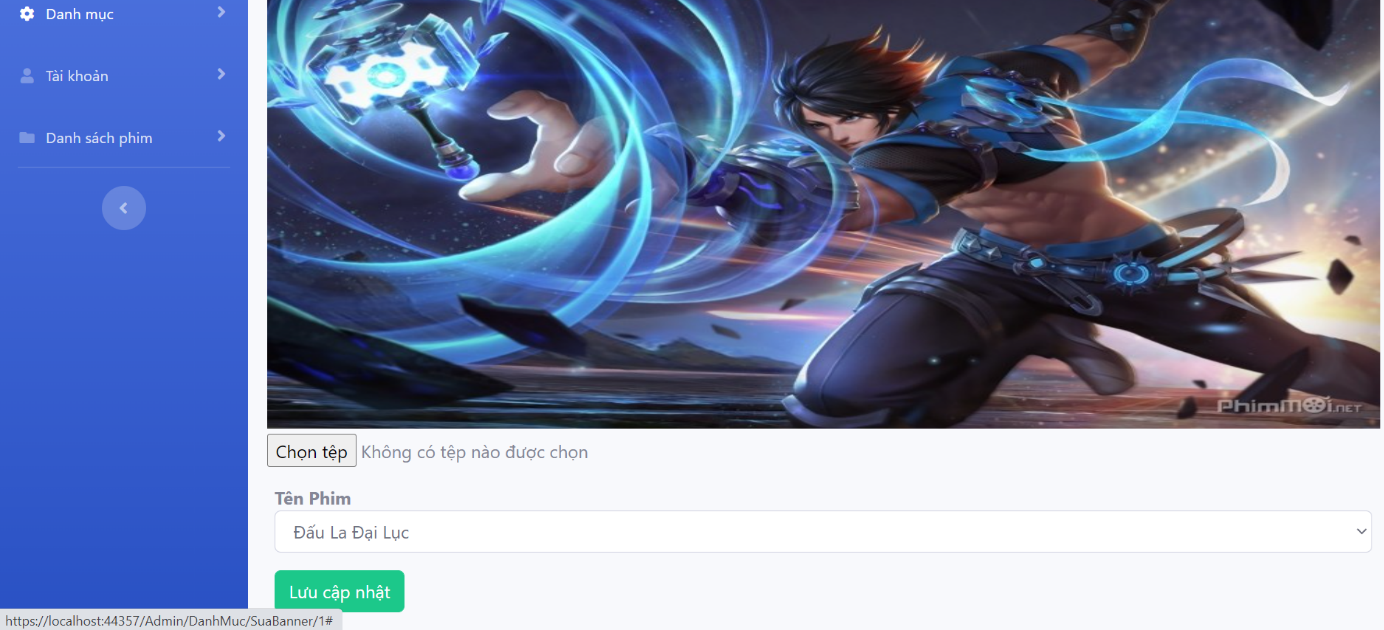 Danh mục
Tài khoản
Danh sách phim
PhimMoi.NET
Chọn tệp Không có tệp nào được chọn
Tên Phim
Đấu La Đại Lục
Lưu cập nhật
https://localhost:44357/Admin/DanhMuc/SuaBanner/1#